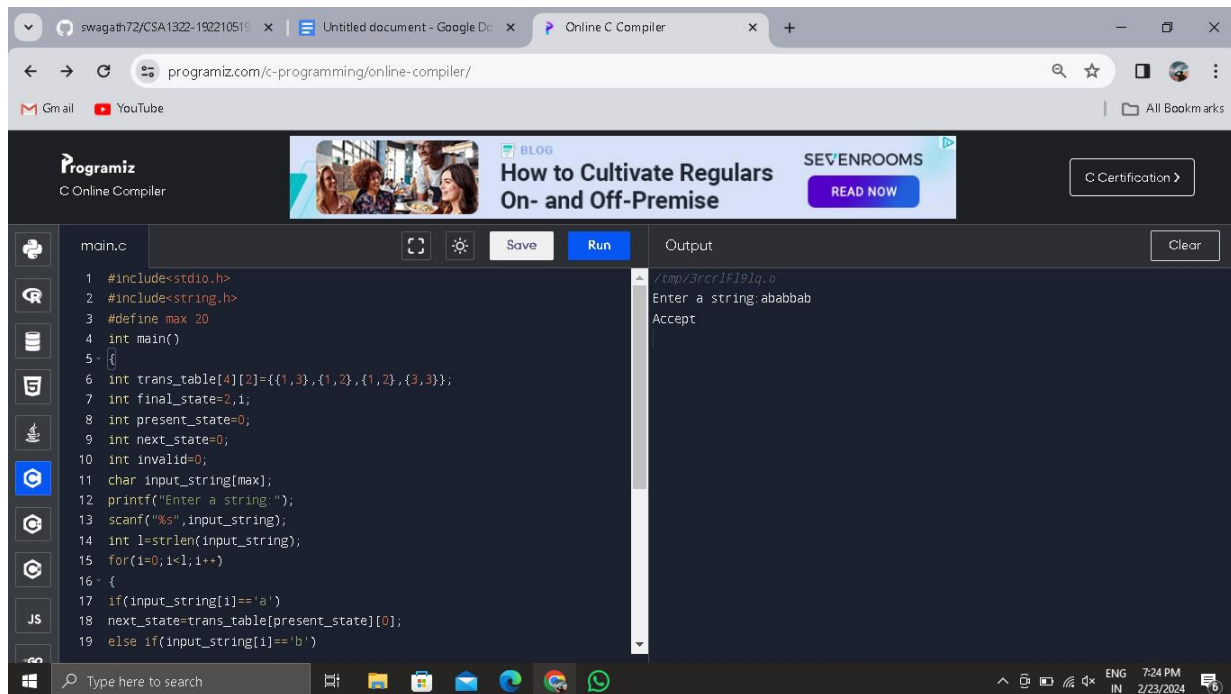 swagath72/CSA1322-192210519
Untitled document - Google Do
Online C Compiler
programiz.com/c-programming/online-compiler/
Gmail
YouTube
All Bookmarks
Programiz
C Online Compiler
BLOG
How to Cultivate Regulars
On- and Off-Premise
SEVENROOMS
READ NOW
C Certification >
main.c
Save
Run
Output
Clear
1 #include<stdio.h>
2 #include<string.h>
3 #define max 20
4 int main()
5 {
6 int trans_table[4][2]={{1,3},{1,2},{1,2},{3,3}};
7 int final_state=2,i;
8 int present_state=0;
9 int next_state=0;
10 int invalid=0;
11 char input_string[max];
12 printf("Enter a string:");
13 scanf("%s",input_string);
14 int l=strlen(input_string);
15 for(i=0;i<l;i++)
16 {
17 if(input_string[i]=='a')
18 next_state=trans_table[present_state][0];
19 else if(input_string[i]=='b')
/tmp/3rcrlFl9lq.o
Enter a string:ababbab
Accept
JS
GO
Type here to search
ENG
IN
7:24 PM
2/23/2024
6